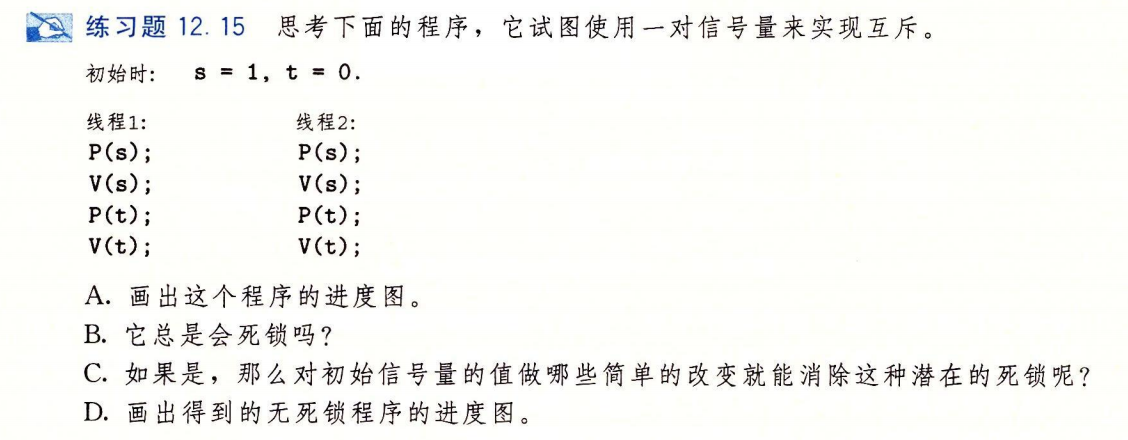 练习题 12.15 思考下面的程序，它试图使用一对信号量来实现互斥。
初始时: s = 1, t = 0.
线程1: 线程2:
P(s); P(s);
V(s); V(s);
P(t); P(t);
V(t); V(t);
A. 画出这个程序的进度图。
B. 它总是会死锁吗？
C. 如果是，那么对初始信号量的值做哪些简单的改变就能消除这种潜在的死锁呢？
D. 画出得到的无死锁程序的进度图。